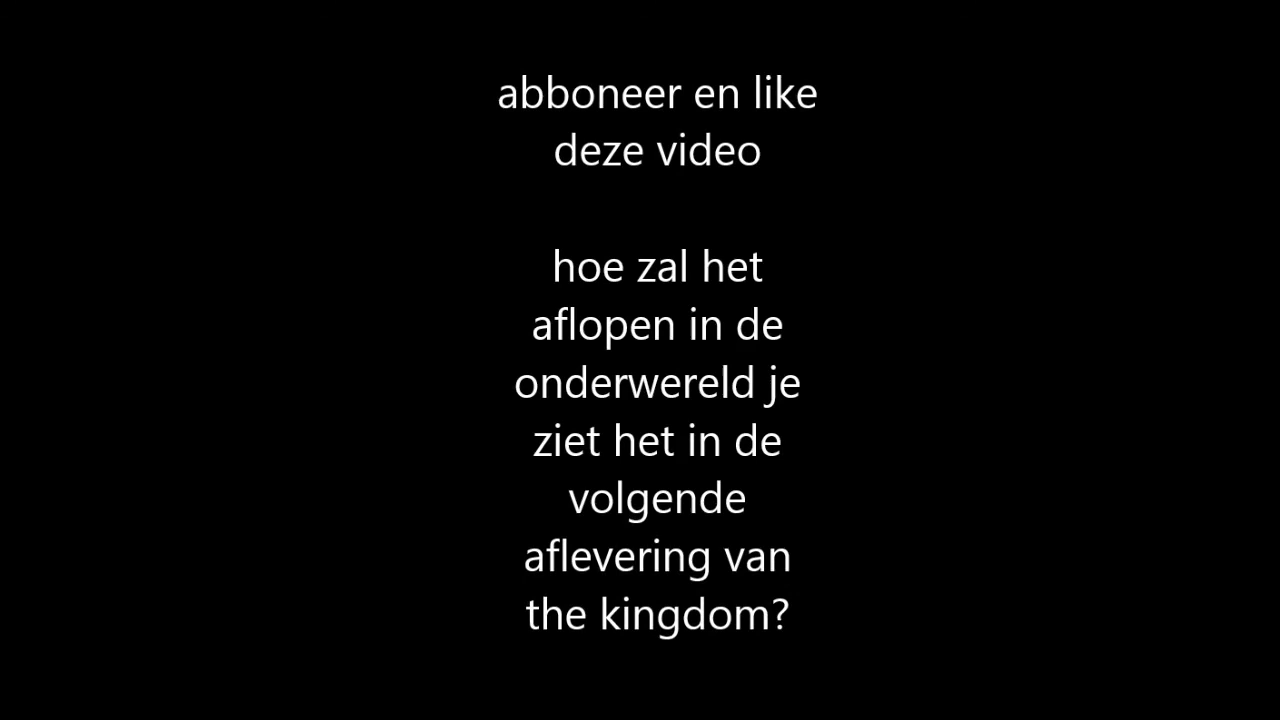 abboneer en like
deze video
hoe zal het
aflopen in de
onderwereld je
ziet het in de
volgende
aflevering van
the kingdom?